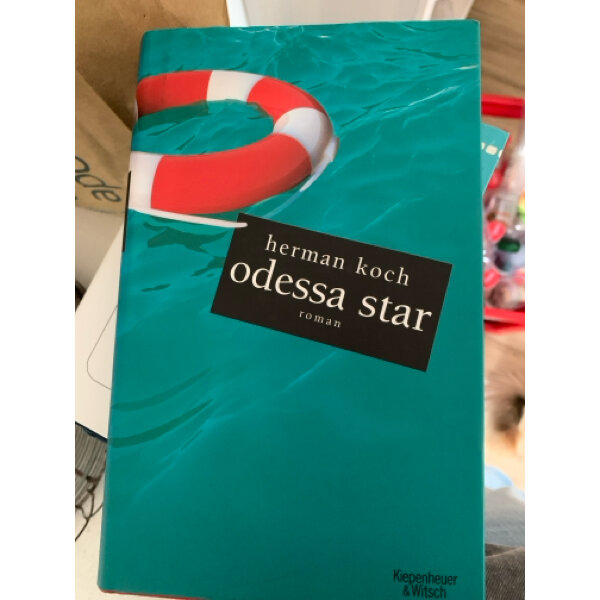 herman koch
odessa star
roman
Kiepenheuer
& Witsch